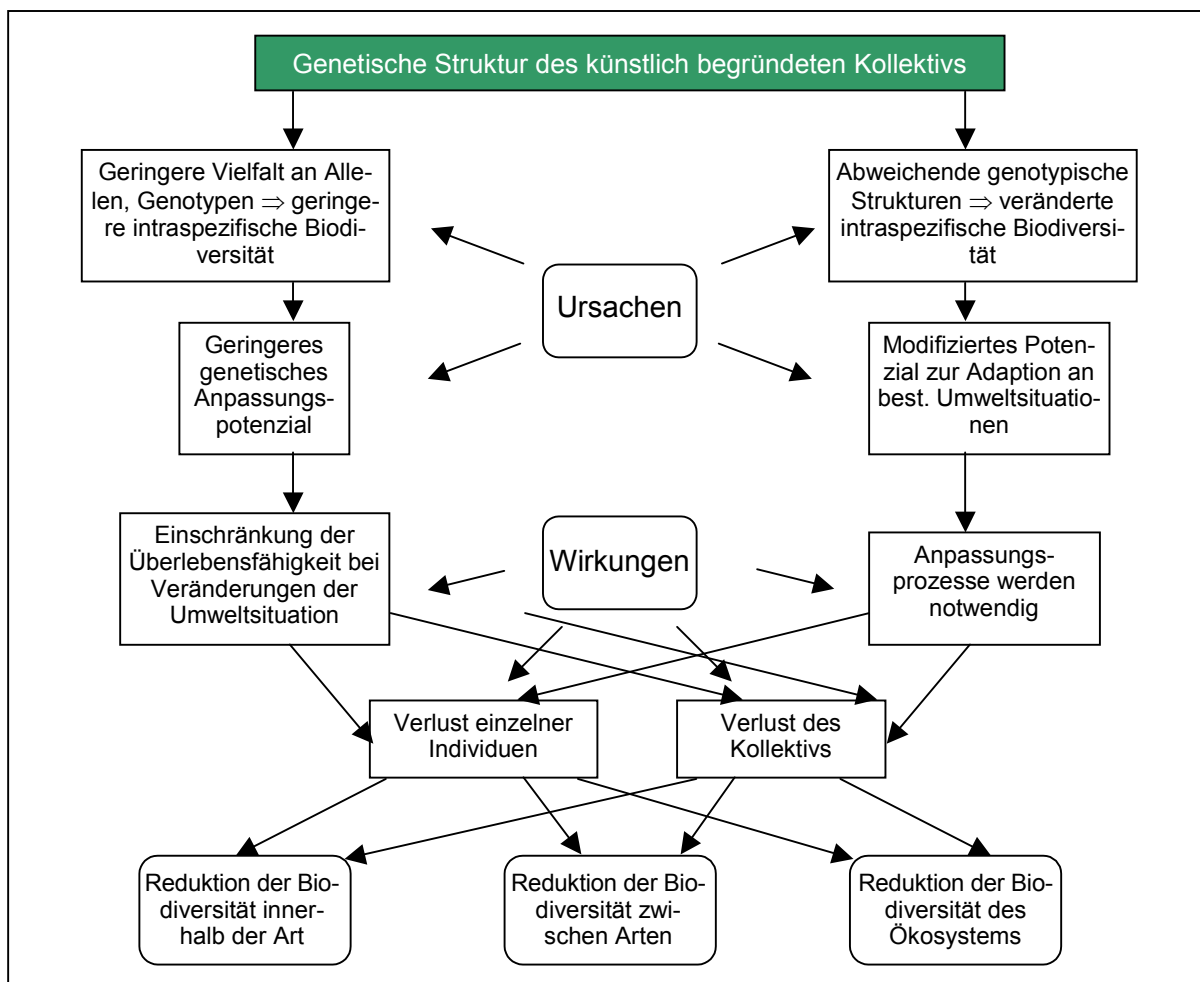 Genetische Struktur des künstlich begründeten Kollektivs
Geringere Vielfalt an Alle-
len, Genotypen ⇒ geringe-
re intraspezifische Biodi-
versität
Abweichende genotypische
Strukturen ⇒ veränderte
intraspezifische Biodiversi-
tät
Ursachen
Geringeres
genetisches
Anpassungs-
potenzial
Modifiziertes Poten-
zial zur Adaption an
best. Umweltsituatio-
nen
Einschränkung der
Überlebensfähigkeit bei
Veränderungen der
Umweltsituation
Wirkungen
Anpassungs-
prozesse werden
notwendig
Verlust einzelner
Individuen
Verlust des
Kollektivs
Reduktion der Bio-
diversität inner-
halb der Art
Reduktion der Bio-
diversität zwi-
schen Arten
Reduktion der Bio-
diversität des
Ökosystems